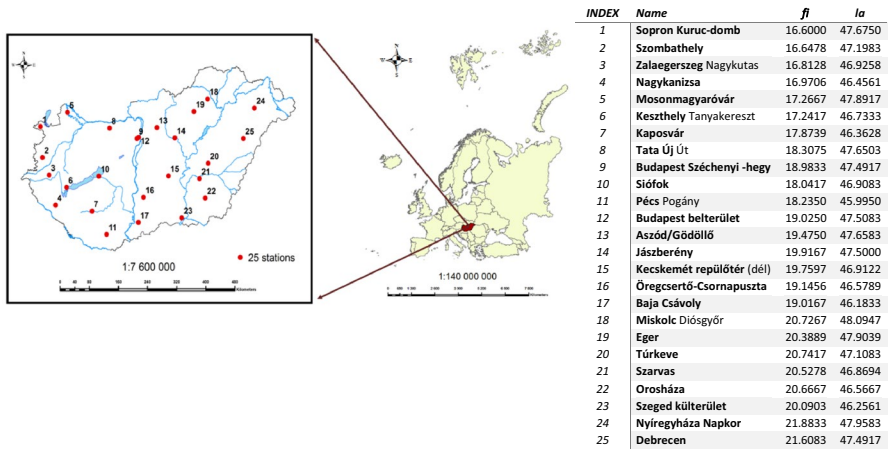 N
W E
S
5
24
18
19
1
8
13
9
12
14
25
2
3
10
15
20
6
21
4
16
22
7
17
23
11
25 stations
1:7 600 000
Kilometers
N
W E
S
1:140 000 000
Kilometers
INDEX Name fi la
1 Sopron Kuruc-domb 16.6000 47.6750
2 Szombathely 16.6478 47.1983
3 Zalaegerszeg Nagykutas 16.8128 46.9258
4 Nagykanizsa 16.9706 46.4561
5 Mosonmagyaróvár 17.2667 47.8917
6 Keszthely Tanyakereszt 17.2417 46.7333
7 Kaposvár 17.8739 46.3628
8 Tata Új Út 18.3075 47.6503
9 Budapest Széchenyi -hegy 18.9833 47.4917
10 Siófok 18.0417 46.9083
11 Pécs Pogány 18.2350 45.9950
12 Budapest belterület 19.0250 47.5083
13 Aszód/Gödöllő 19.4750 47.6583
14 Jászberény 19.9167 47.5000
15 Kecskemét repülőtér (dél) 19.7597 46.9122
16 Öregcsertő-Csornapuszta 19.1456 46.5789
17 Baja Csávoly 19.0167 46.1833
18 Miskolc Diósgyőr 20.7267 48.0947
19 Eger 20.3889 47.9039
20 Túrkeve 20.7417 47.1083
21 Szarvas 20.5278 46.8694
22 Orosháza 20.6667 46.5667
23 Szeged külterület 20.0903 46.2561
24 Nyíregyháza Napkor 21.8833 47.9583
25 Debrecen 21.6083 47.4917